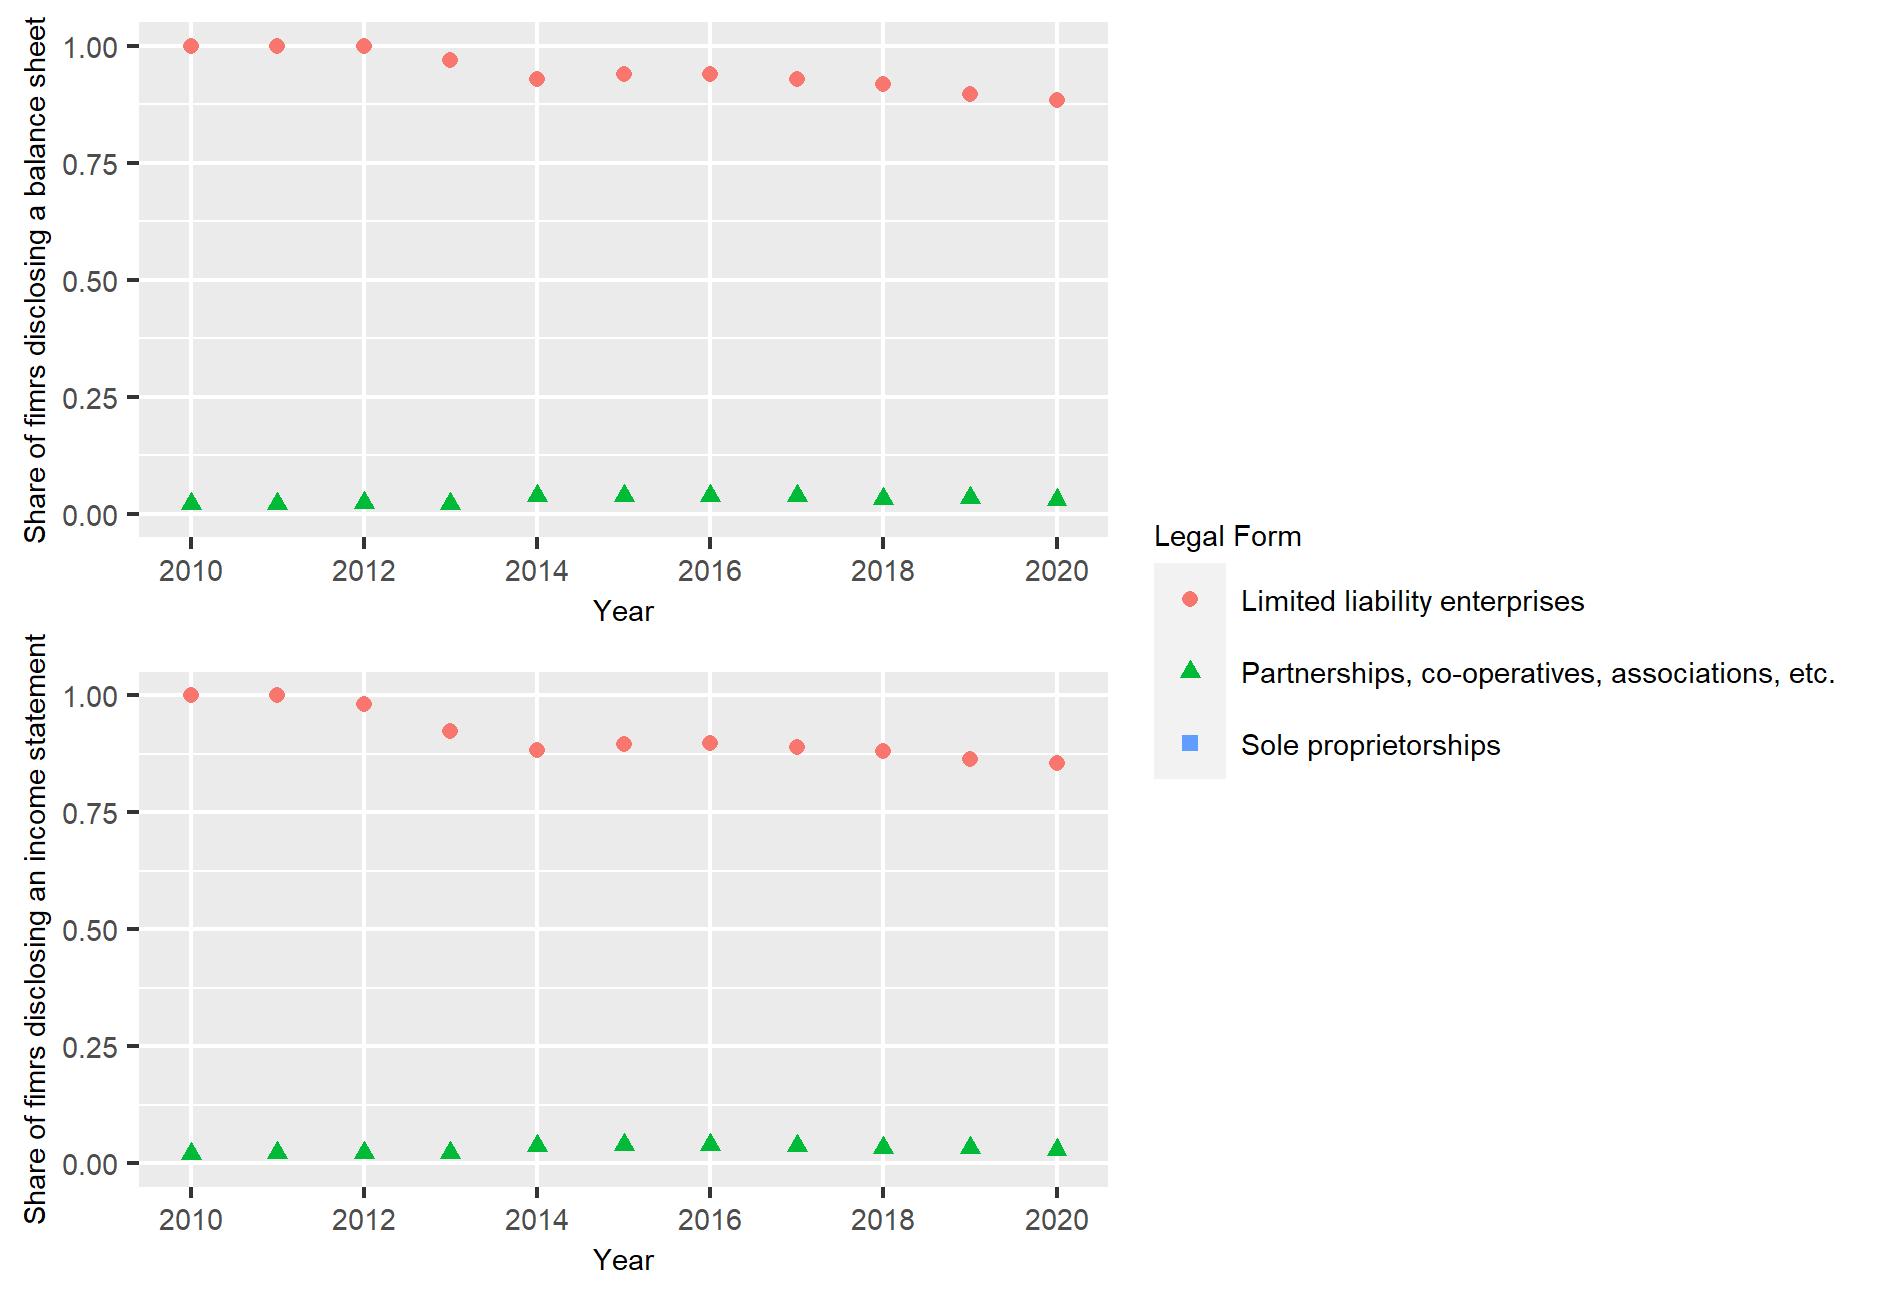 Share of fimrs disclosing a balance sheet
1.00
0.75
0.50
0.25
0.00
2010 2012 2014 2016 2018 2020
Year
Share of fimrs disclosing an income statement
1.00
0.75
0.50
0.25
0.00
2010 2012 2014 2016 2018 2020
Year
Legal Form
Limited liability enterprises
Partnerships, co-operatives, associations, etc.
Sole proprietorships